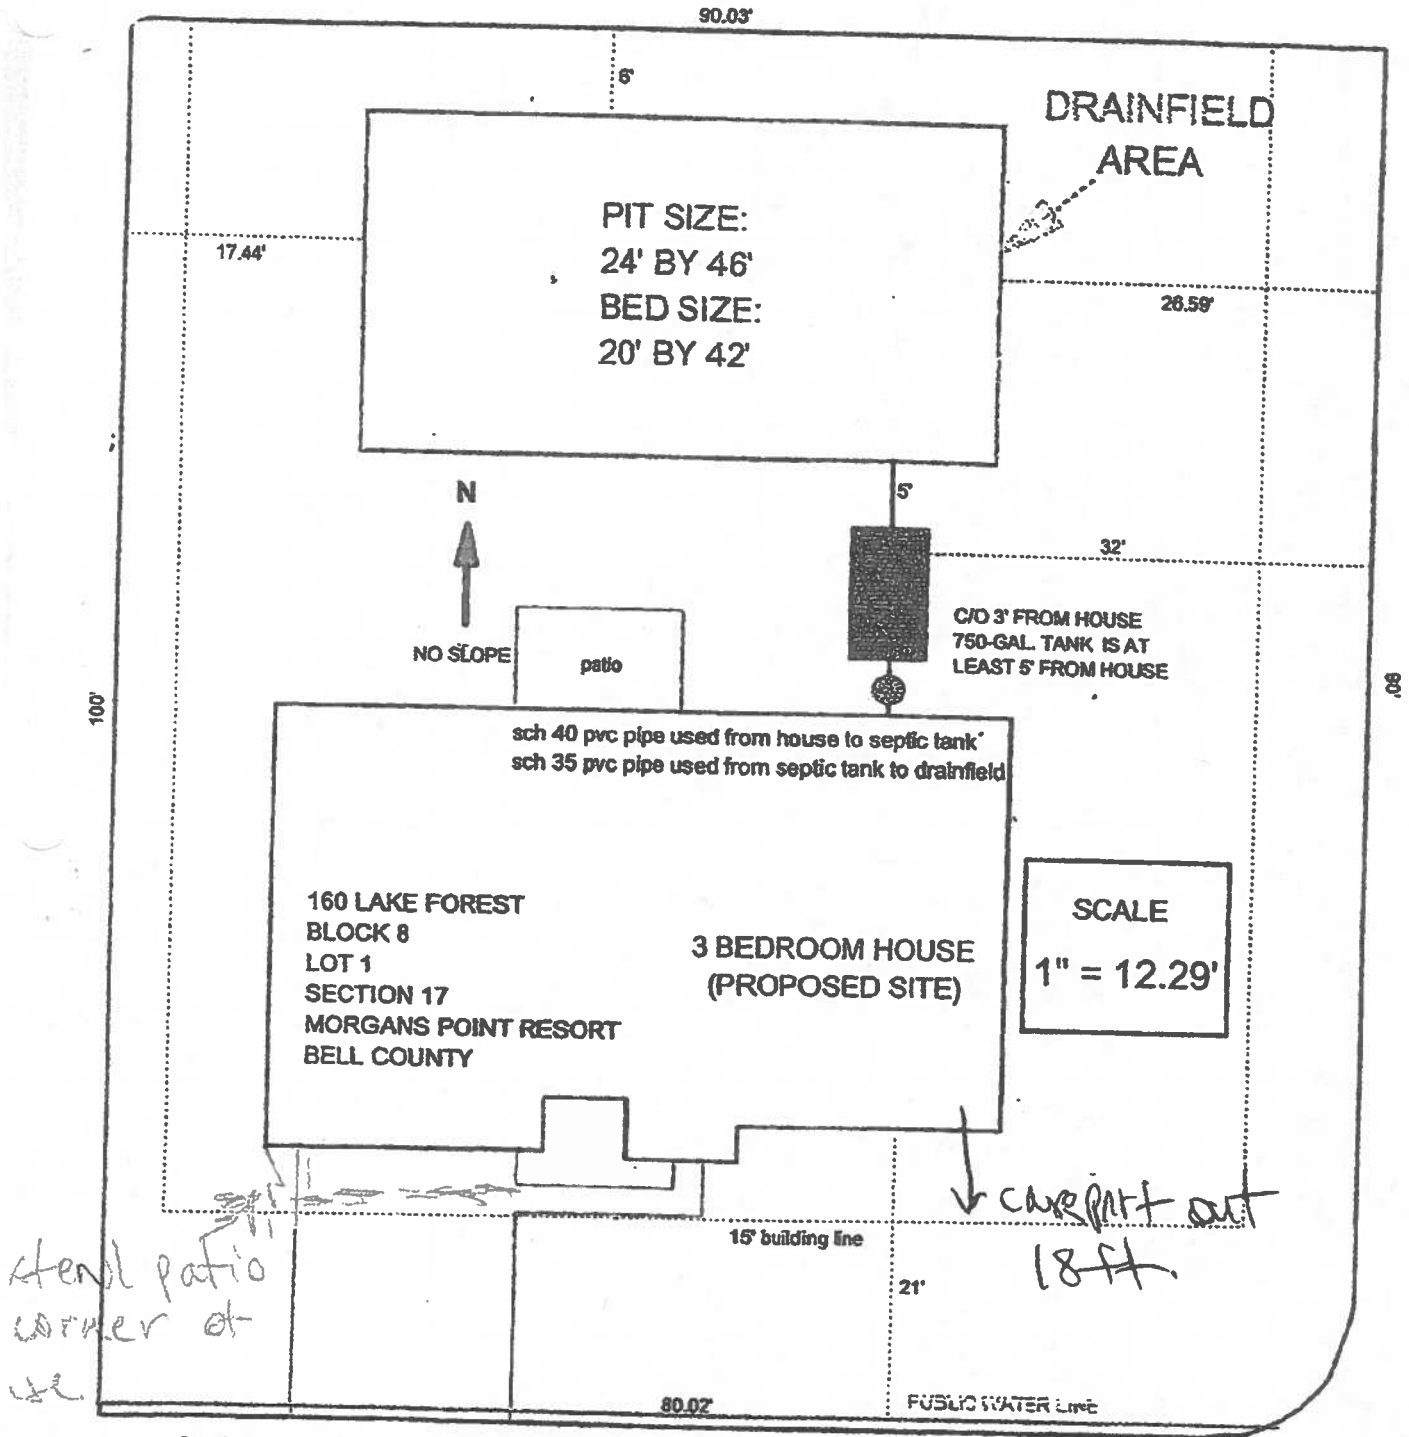 90.03'
6'
DRAINFIELD
AREA
PIT SIZE:
24' BY 46'
BED SIZE:
20' BY 42'
17.44'
26.59'
N
5'
32'
NO SLOPE
patio
C/O 3' FROM HOUSE
750-GAL. TANK IS AT
LEAST 5' FROM HOUSE
100'
80'
sch 40 pvc pipe used from house to septic tank
sch 35 pvc pipe used from septic tank to drainfield
160 LAKE FOREST
BLOCK 8
LOT 1
SECTION 17
MORGANS POINT RESORT
BELL COUNTY
3 BEDROOM HOUSE
(PROPOSED SITE)
SCALE
1" = 12.29'
out
18 ft.
15' building line
21'
patio
corner of
80.02'
PUBLIC WATER LINE